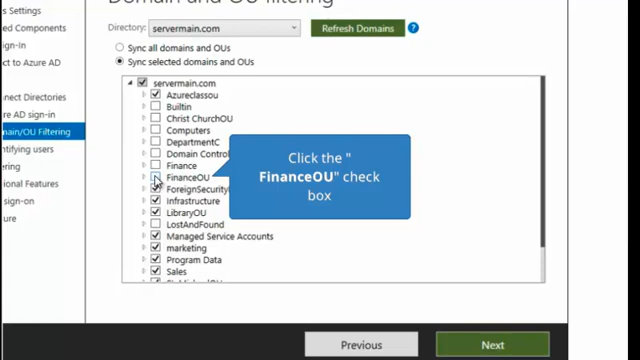 Domain and OU filtering
s Settings
ed Components
sign-In
ct to Azure AD
nect Directories
re AD sign-in
main/OU Filtering
ntifying users
ering
ional Features
sign-on
ure
Directory: servermain.com Refresh Domains ?
Sync all domains and OUs
Sync selected domains and OUs
servermain.com
Azureclassou
Builtin
Christ ChurchOU
Computers
DepartmentC
Domain Control
Finance
FinanceOU
ForeignSecurity
Infrastructure
LibraryOU
LostAndFound
Managed Service Accounts
marketing
Program Data
Sales
Click the "
FinanceOU" check
box
Previous Next